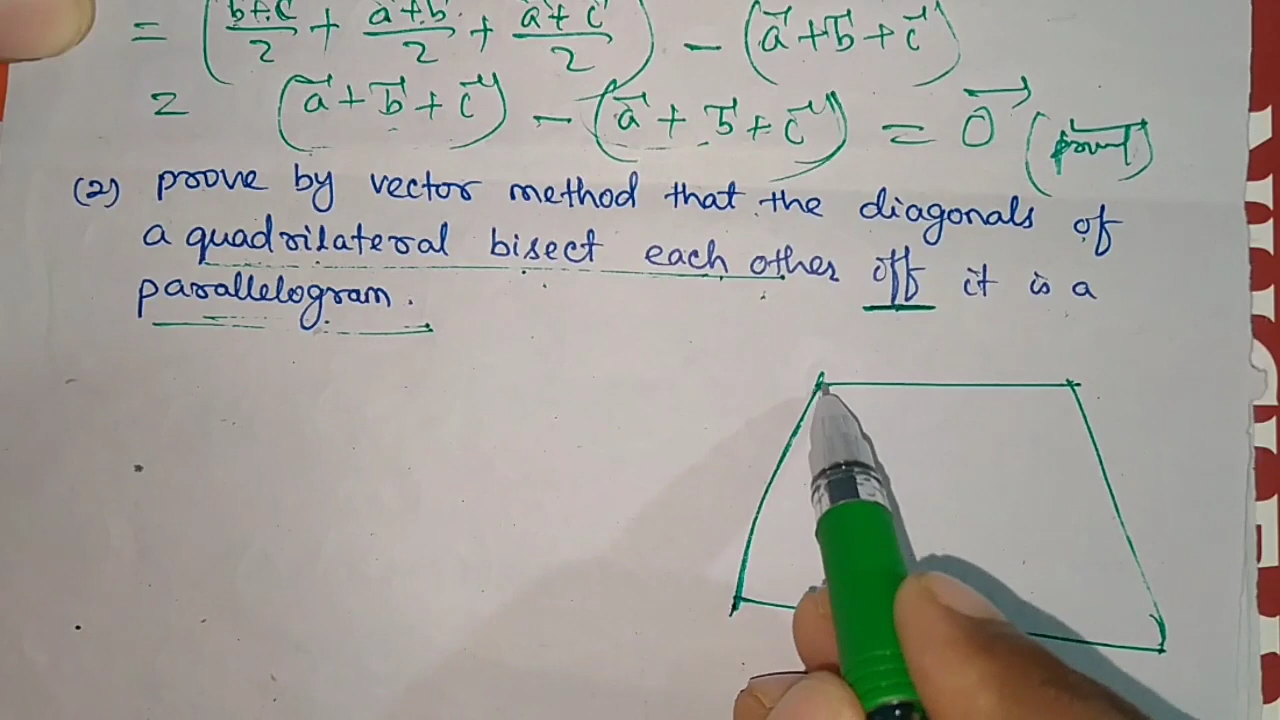 = (b+c/2 + a+b/2 + a+c/2) - (a⃗+b⃗+c⃗)
= (a⃗+b⃗+c⃗) - (a⃗+b⃗+c⃗) = 0⃗ (proved)
(2) prove by vector method that the diagonals of
a quadrilateral bisect each other iff it is a
parallelogram.